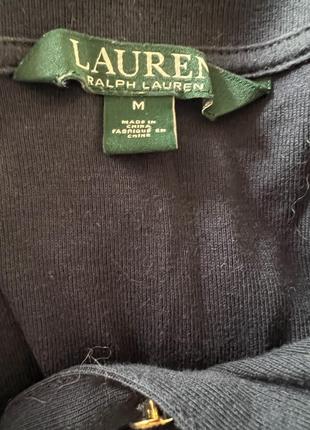 LAUREN
RALPH LAUREN
M
MADE IN
CHINA
FABRIQUÉ EN
CHINE